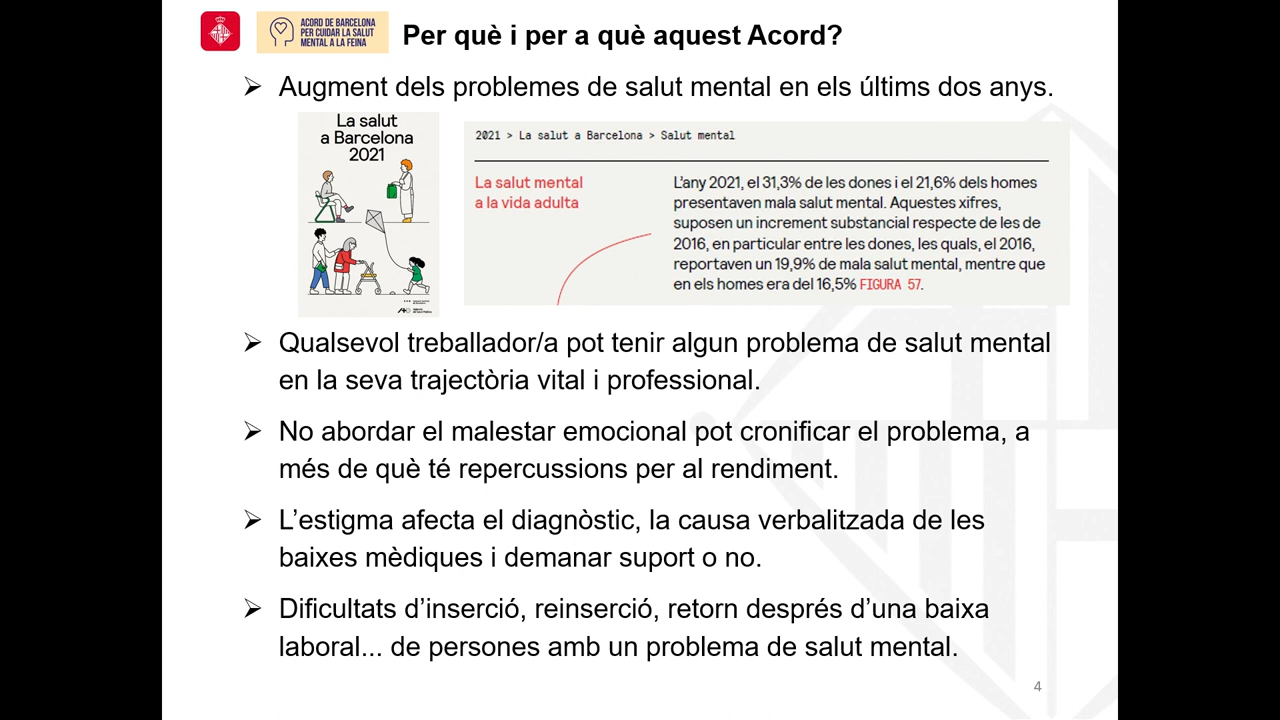 ACORD DE BARCELONA
PER CUIDAR LA SALUT
MENTAL A LA FEINA
Per què i per a què aquest Acord?
Augment dels problemes de salut mental en els últims dos anys.
La salut
a Barcelona
2021
2021 > La salut a Barcelona > Salut mental
La salut mental
a la vida adulta
L'any 2021, el 31,3% de les dones i el 21,6% dels homes
presentaven mala salut mental. Aquestes xifres,
suposen un increment substancial respecte de les de
2016, en particular entre les dones, les quals, el 2016,
reportaven un 19,9% de mala salut mental, mentre que
en els homes era del 16,5% FIGURA 57.
Qualsevol treballador/a pot tenir algun problema de salut mental
en la seva trajectòria vital i professional.
No abordar el malestar emocional pot cronificar el problema, a
més de què té repercussions per al rendiment.
L’estigma afecta el diagnòstic, la causa verbalitzada de les
baixes mèdiques i demanar suport o no.
Dificultats d’inserció, reinserció, retorn després d’una baixa
laboral... de persones amb un problema de salut mental.
4